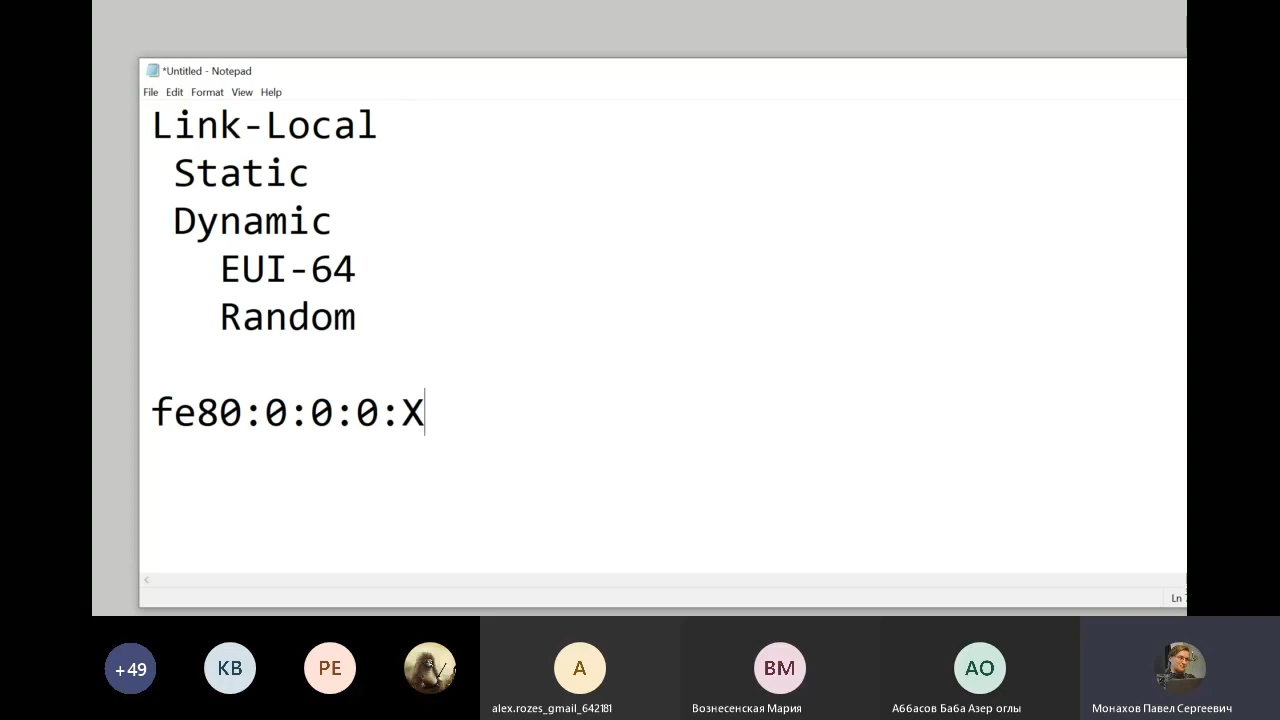 *Untitled - Notepad
File Edit Format View Help
Link-Local
Static
Dynamic
EUI-64
Random
fe80:0:0:0:X
Ln
+49
KB
PE
A
BM
AO
alex.rozes_gmail_642181
Вознесенская Мария
Аббасов Баба Азер оглы
Монахов Павел Сергеевич